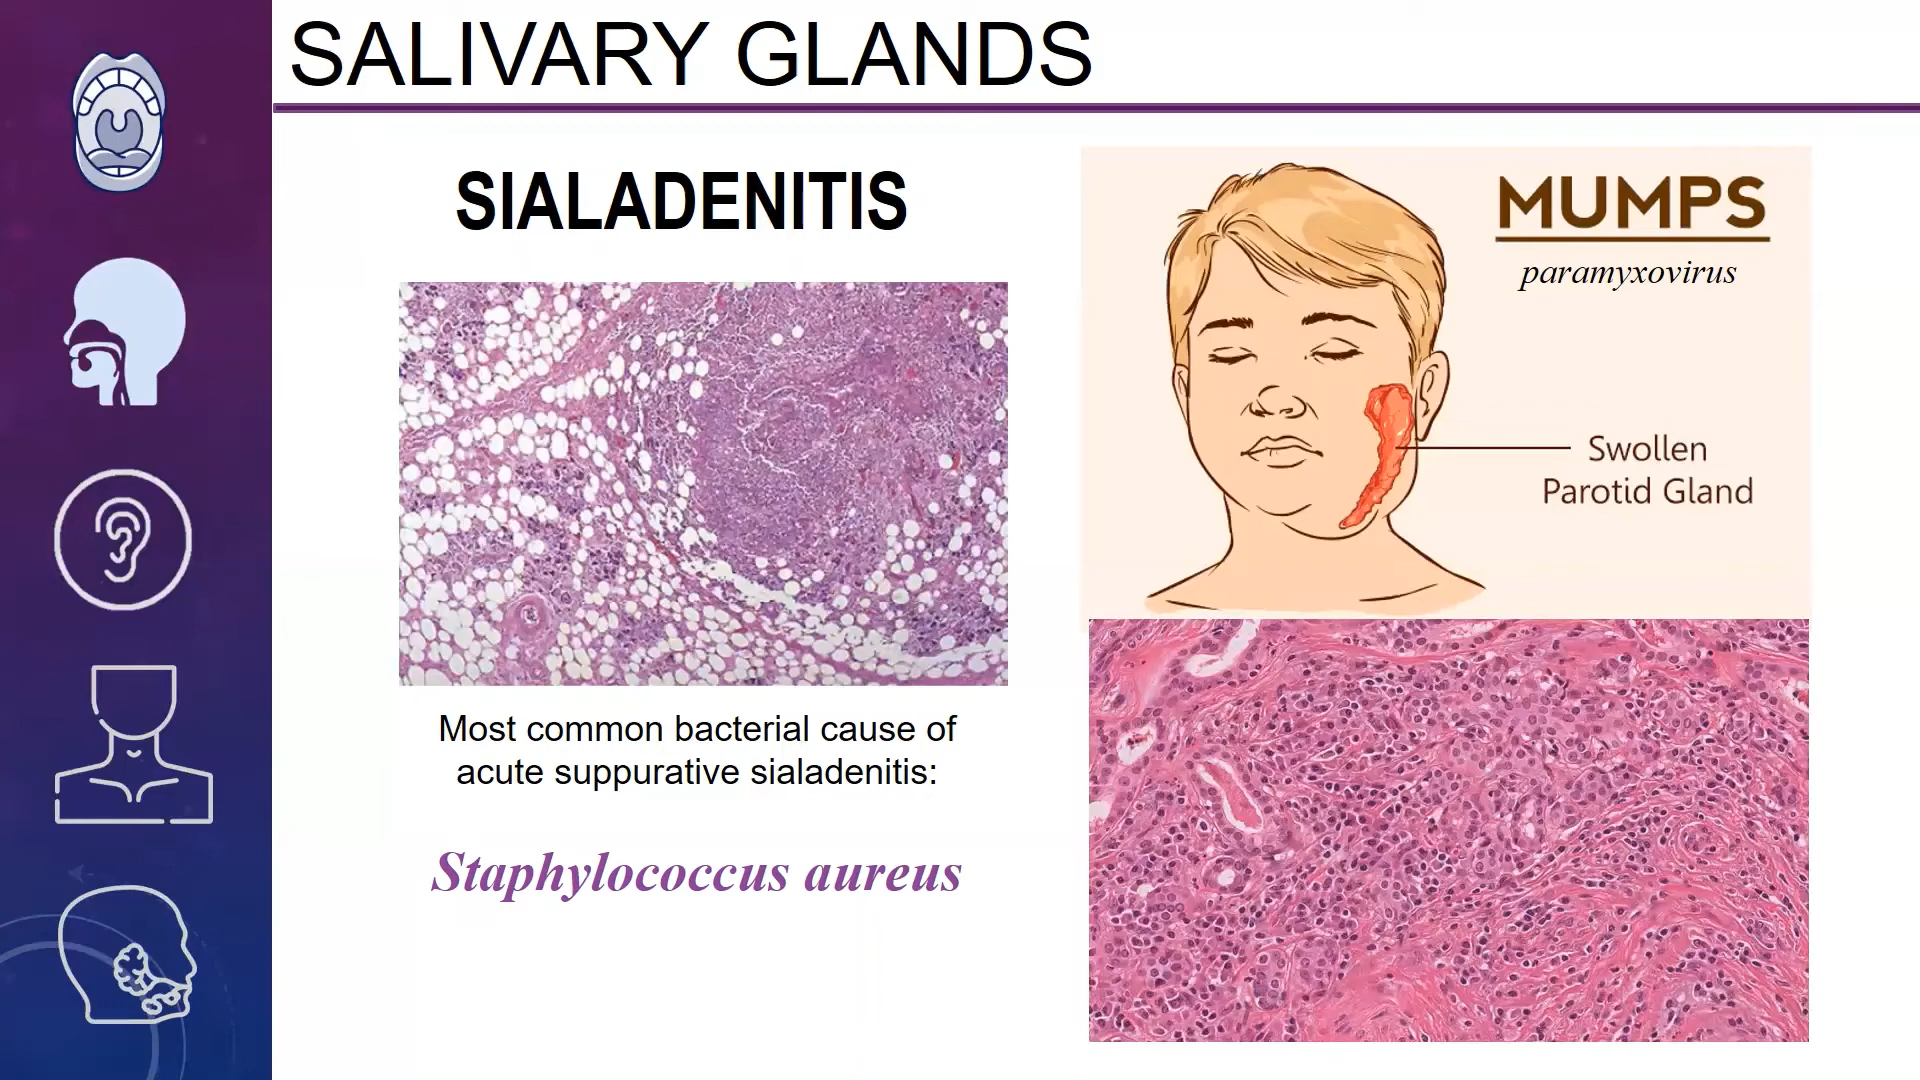 SALIVARY GLANDS
SIALADENITIS
Most common bacterial cause of
acute suppurative sialadenitis:
Staphylococcus aureus
MUMPS
paramyxovirus
Swollen
Parotid Gland